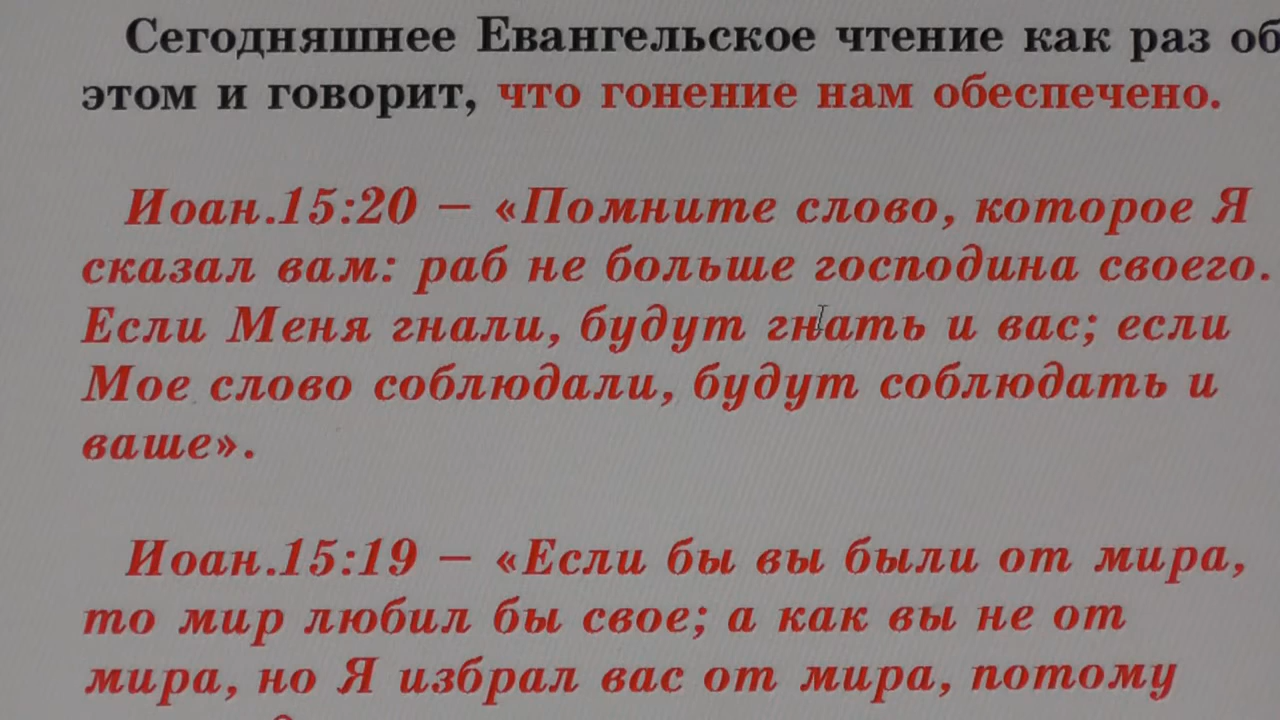 Сегодняшнее Евангельское чтение как раз об
этом и говорит, что гонение нам обеспечено.
Иоан.15:20 – «Помните слово, которое Я
сказал вам: раб не больше господина своего.
Если Меня гнали, будут гнать и вас; если
Мое слово соблюдали, будут соблюдать и
ваше».
Иоан.15:19 – «Если бы вы были от мира,
то мир любил бы свое; а как вы не от
мира, но Я избрал вас от мира, потому